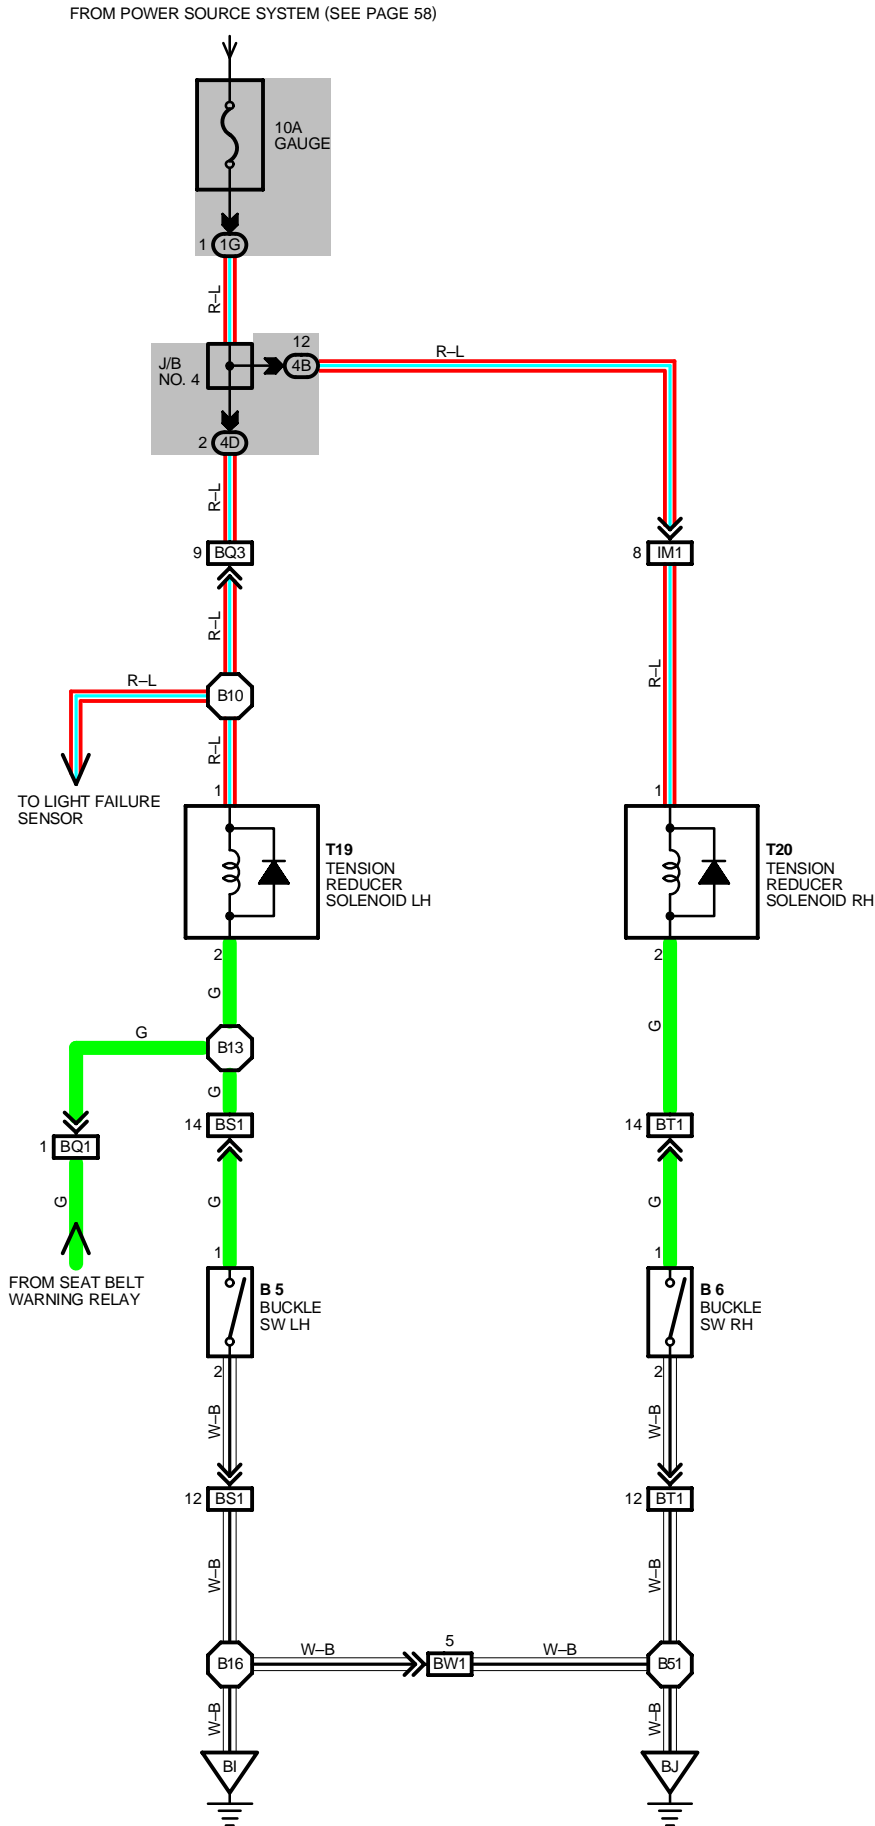 FROM POWER SOURCE SYSTEM (SEE PAGE 58)
10A
GAUGE
1 1G
R–L
12
J/B
NO. 4
4B
R–L
2 4D
R–L
9 BQ3
8 IM1
R–L
R–L
R–L
B10
R–L
1
1
TO LIGHT FAILURE
SENSOR
T19
TENSION
REDUCER
SOLENOID LH
T20
TENSION
REDUCER
SOLENOID RH
2
2
G
G
G
B13
G
14 BS1
14 BT1
1 BQ1
G
G
G
1
1
FROM SEAT BELT
WARNING RELAY
B 5
BUCKLE
SW LH
B 6
BUCKLE
SW RH
2
2
W–B
W–B
12 BS1
12 BT1
W–B
W–B
5
W–B
W–B
B16
BW1
B51
W–B
W–B
BI
BJ